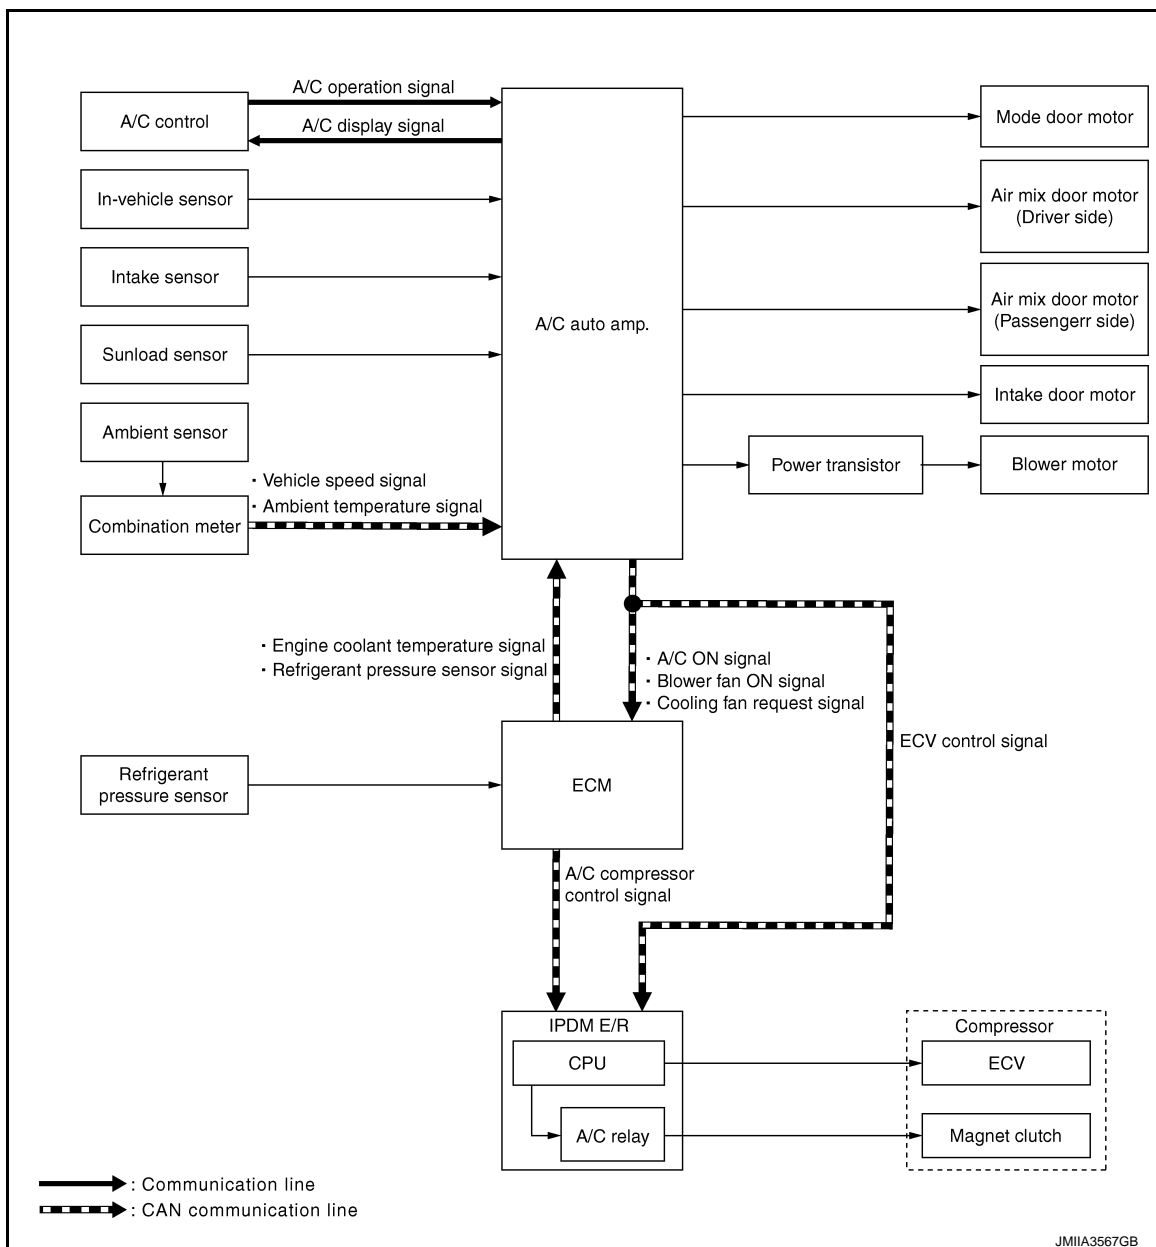 A/C operation signal
A/C control
A/C display signal
In-vehicle sensor
Intake sensor
Sunload sensor
Ambient sensor
Combination meter
· Vehicle speed signal
· Ambient temperature signal
A/C auto amp.
Mode door motor
Air mix door motor
(Driver side)
Air mix door motor
(Passengerr side)
Intake door motor
Power transistor
Blower motor
· Engine coolant temperature signal
· Refrigerant pressure sensor signal
· A/C ON signal
· Blower fan ON signal
· Cooling fan request signal
ECV control signal
Refrigerant
pressure sensor
ECM
A/C compressor
control signal
IPDM E/R
CPU
A/C relay
Compressor
ECV
Magnet clutch
: Communication line
: CAN communication line
JMIIA3567GB